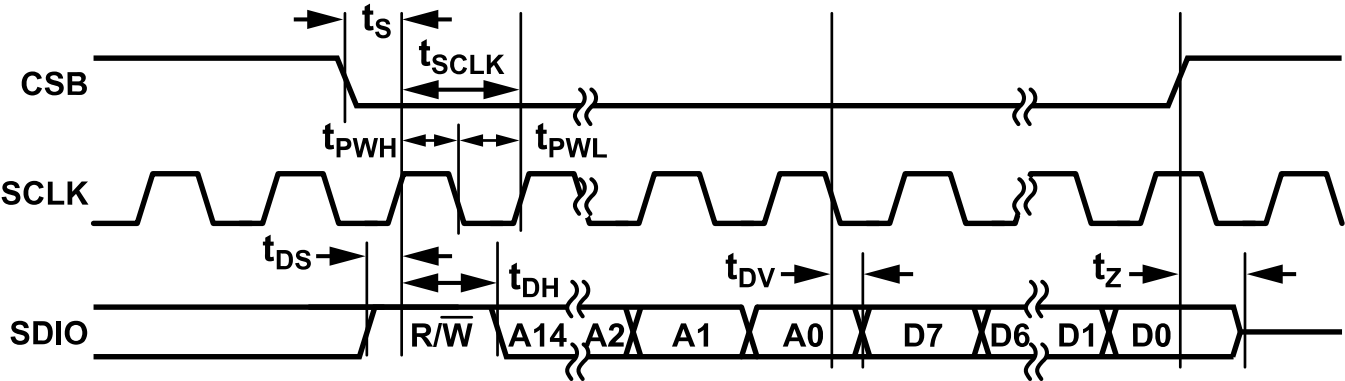 tS
CSB
tSCLK
tPWH tPWL
SCLK
tDS tDH tDV tZ
SDIO R/W̅ A14 A2 A1 A0 D7 D6 D1 D0